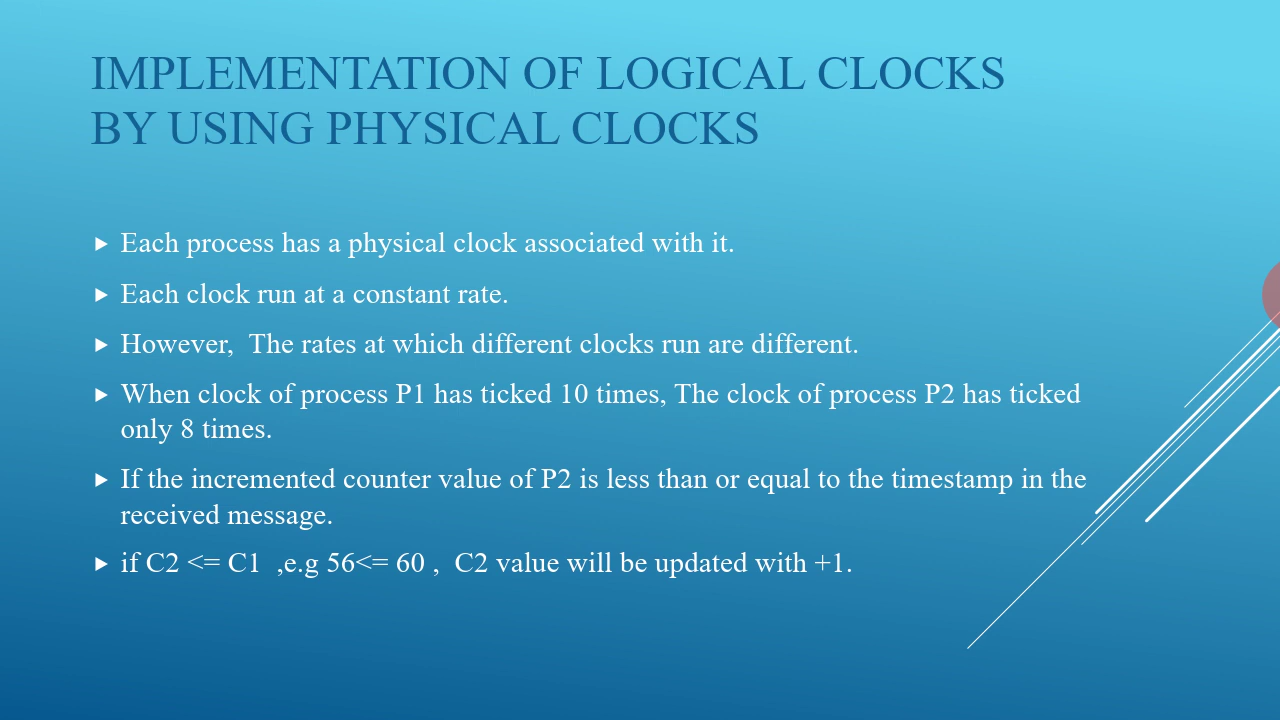 IMPLEMENTATION OF LOGICAL CLOCKS
BY USING PHYSICAL CLOCKS
Each process has a physical clock associated with it.
Each clock run at a constant rate.
However,  The rates at which different clocks run are different.
When clock of process P1 has ticked 10 times, The clock of process P2 has ticked
only 8 times.
If the incremented counter value of P2 is less than or equal to the timestamp in the
received message.
if C2 <= C1  ,e.g 56<= 60 ,  C2 value will be updated with +1.